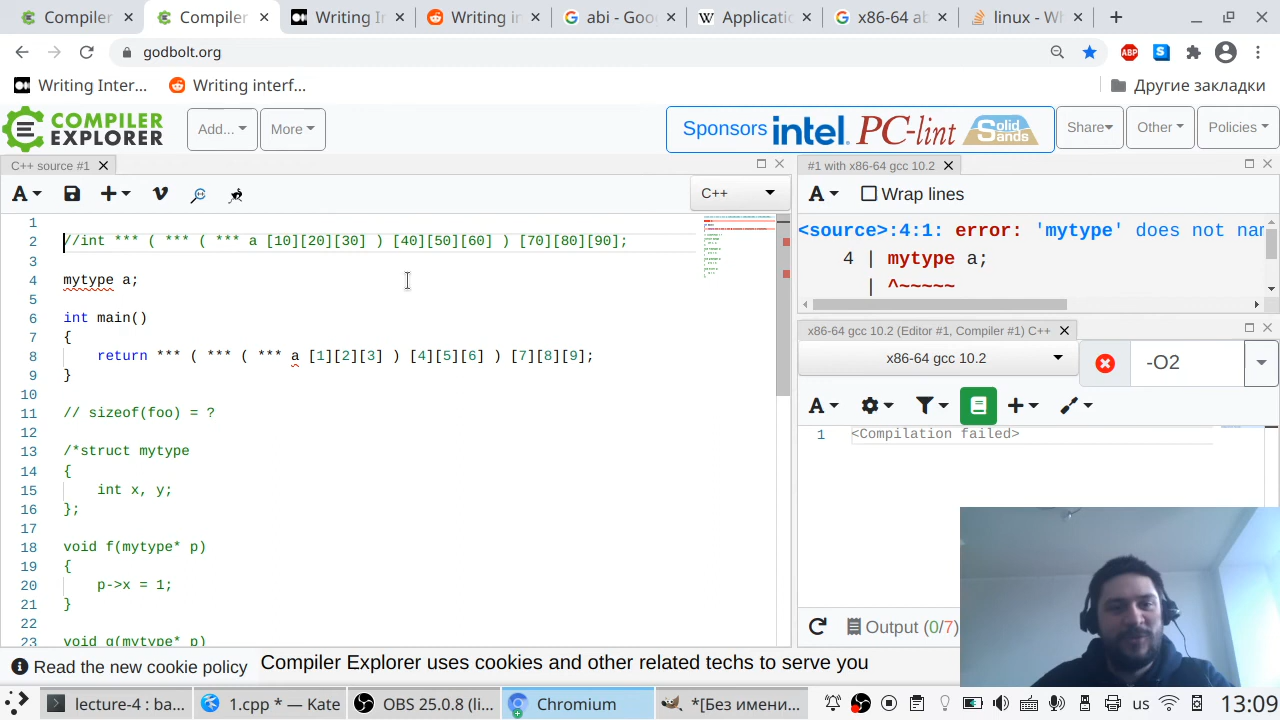 Compiler
Compiler
Writing Ir
Writing in
abi - Goo
Applicatio
x86-64 a
linux - Wh
godbolt.org
ABP
S
Writing Inter...
Writing interf...
Другие закладки
COMPILER
EXPLORER
Add...
More
Sponsors intel. PC-lint Solid Sands
Share
Other
Policies
C++ source #1
#1 with x86-64 gcc 10.2
A
C++
A
Wrap lines
1
2 //int *** ( *** ( *** a [10][20][30] ) [40][50][60] ) [70][80][90];
3
4 mytype a;
5
6 int main()
7 {
8 return *** ( *** ( *** a [1][2][3] ) [4][5][6] ) [7][8][9];
9 }
10
11 // sizeof(foo) = ?
12
13 /*struct mytype
14 {
15 int x, y;
16 };
17
18 void f(mytype* p)
19 {
20 p->x = 1;
21 }
22
23 void g(mytype* p)
<source>:4:1: error: 'mytype' does not nam
4 | mytype a;
| ^~~~~~
x86-64 gcc 10.2 (Editor #1, Compiler #1) C++
x86-64 gcc 10.2
-O2
A
1 <Compilation failed>
Output (0/7)
Read the new cookie policy
Compiler Explorer uses cookies and other related techs to serve you
lecture-4 : ba...
1.cpp * — Kate
OBS 25.0.8 (li...
Chromium
*[Без имени...
us
13:09